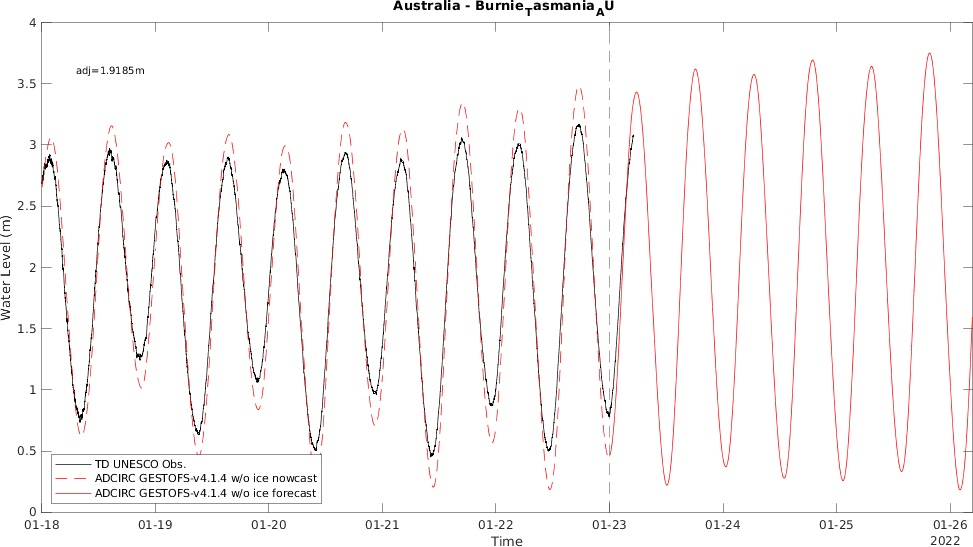 Australia - BurnieTasmaniaAU
adj=1.9185m
Water Level (m)
4
3.5
3
2.5
2
1.5
1
0.5
0
TD UNESCO Obs.
ADCIRC GESTOFS-v4.1.4 w/o ice nowcast
ADCIRC GESTOFS-v4.1.4 w/o ice forecast
01-18 01-19 01-20 01-21 01-22 01-23 01-24 01-25 01-26
Time
2022